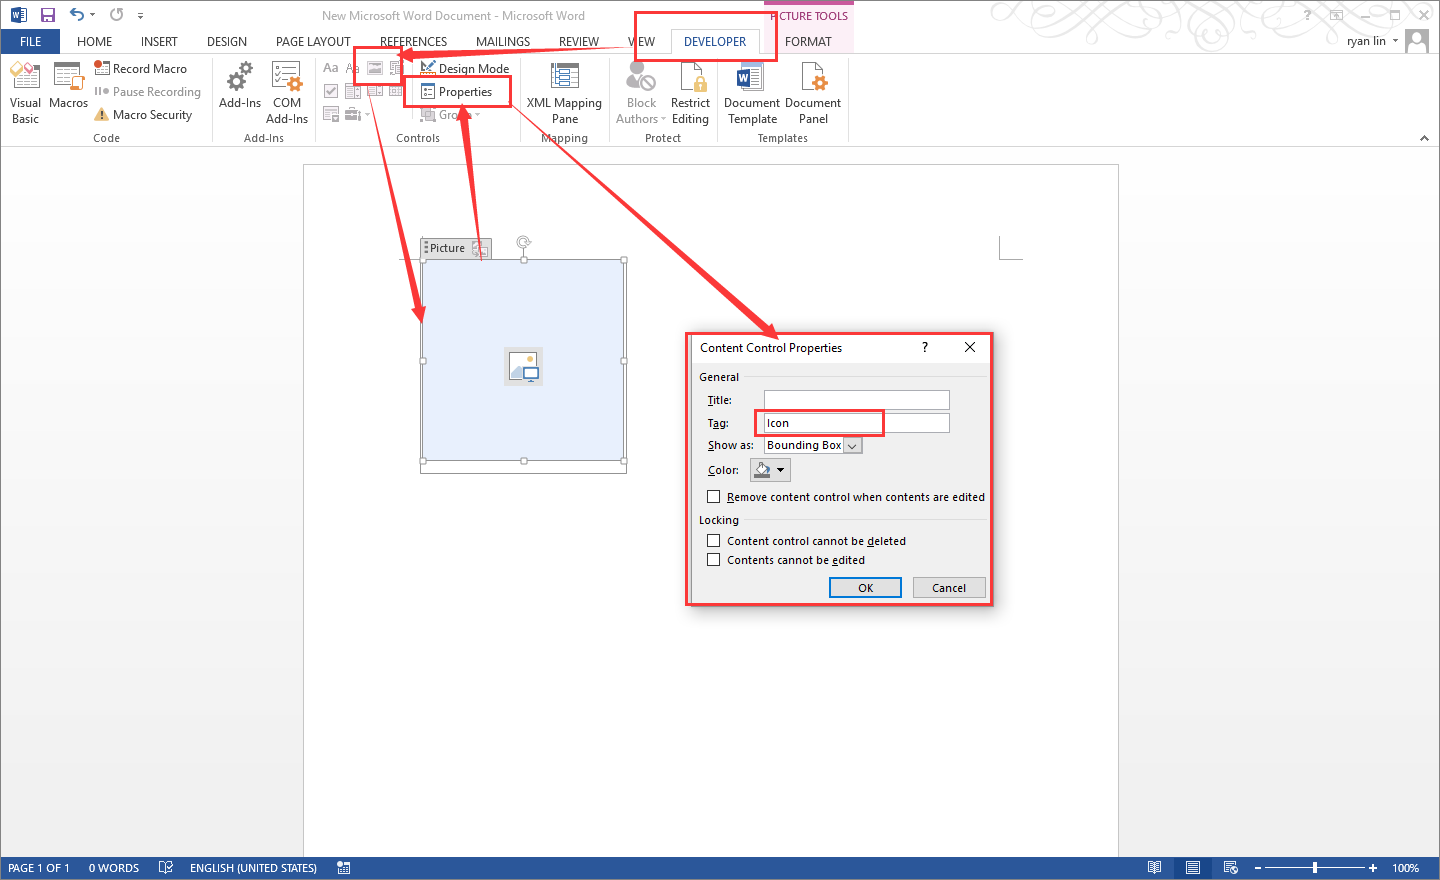 New Microsoft Word Document - Microsoft Word
PICTURE TOOLS
?
FILE HOME INSERT DESIGN PAGE LAYOUT REFERENCES MAILINGS REVIEW VIEW DEVELOPER FORMAT
ryan lin
Visual Basic
Macros
Record Macro
Pause Recording
Macro Security
Code
Add-Ins
COM Add-Ins
Add-Ins
Aa Aa
Design Mode
Properties
Group
Controls
XML Mapping Pane
Mapping
Block Authors
Restrict Editing
Protect
Document Template
Document Panel
Templates
Picture
Content Control Properties ?
General
Title:
Tag: Icon
Show as: Bounding Box
Color:
Remove content control when contents are edited
Locking
Content control cannot be deleted
Contents cannot be edited
OK Cancel
PAGE 1 OF 1 0 WORDS ENGLISH (UNITED STATES) 100%